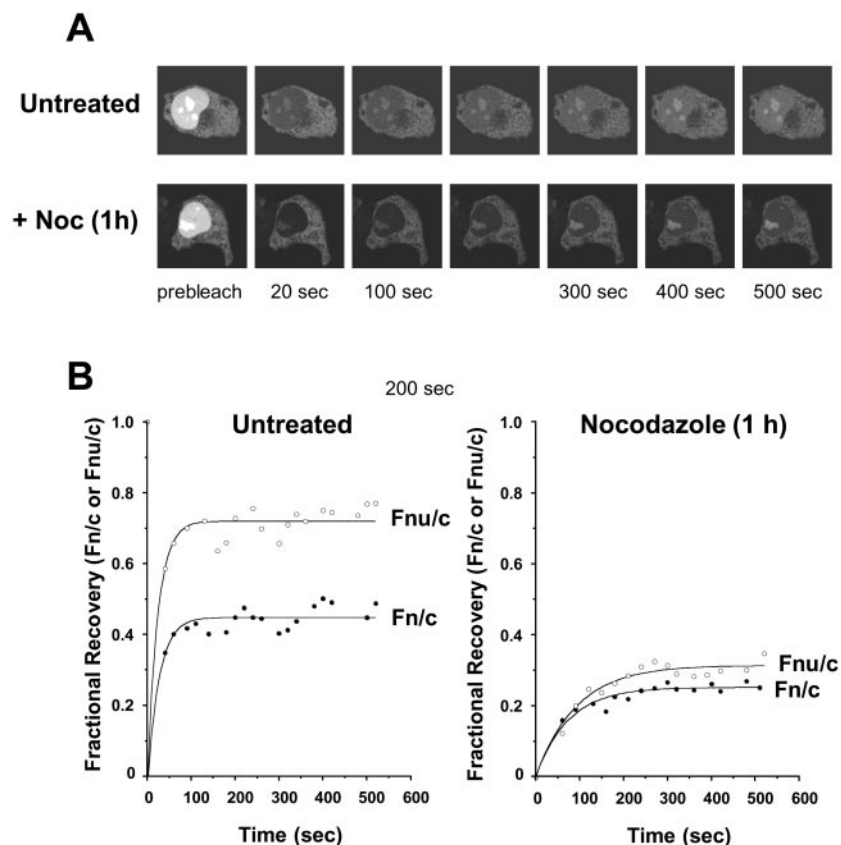 A
Untreated
+ Noc (1h)
prebleach 20 sec 100 sec 300 sec 400 sec 500 sec
B
200 sec
Untreated
Fractional Recovery (Fn/c or Fnu/c)
1.0
0.8
0.6
0.4
0.2
0
Fnu/c
Fn/c
0 100 200 300 400 500 600
Time (sec)
Nocodazole (1 h)
Fractional Recovery (Fn/c or Fnu/c)
1.0
0.8
0.6
0.4
0.2
0
Fnu/c
Fn/c
0 100 200 300 400 500 600
Time (sec)